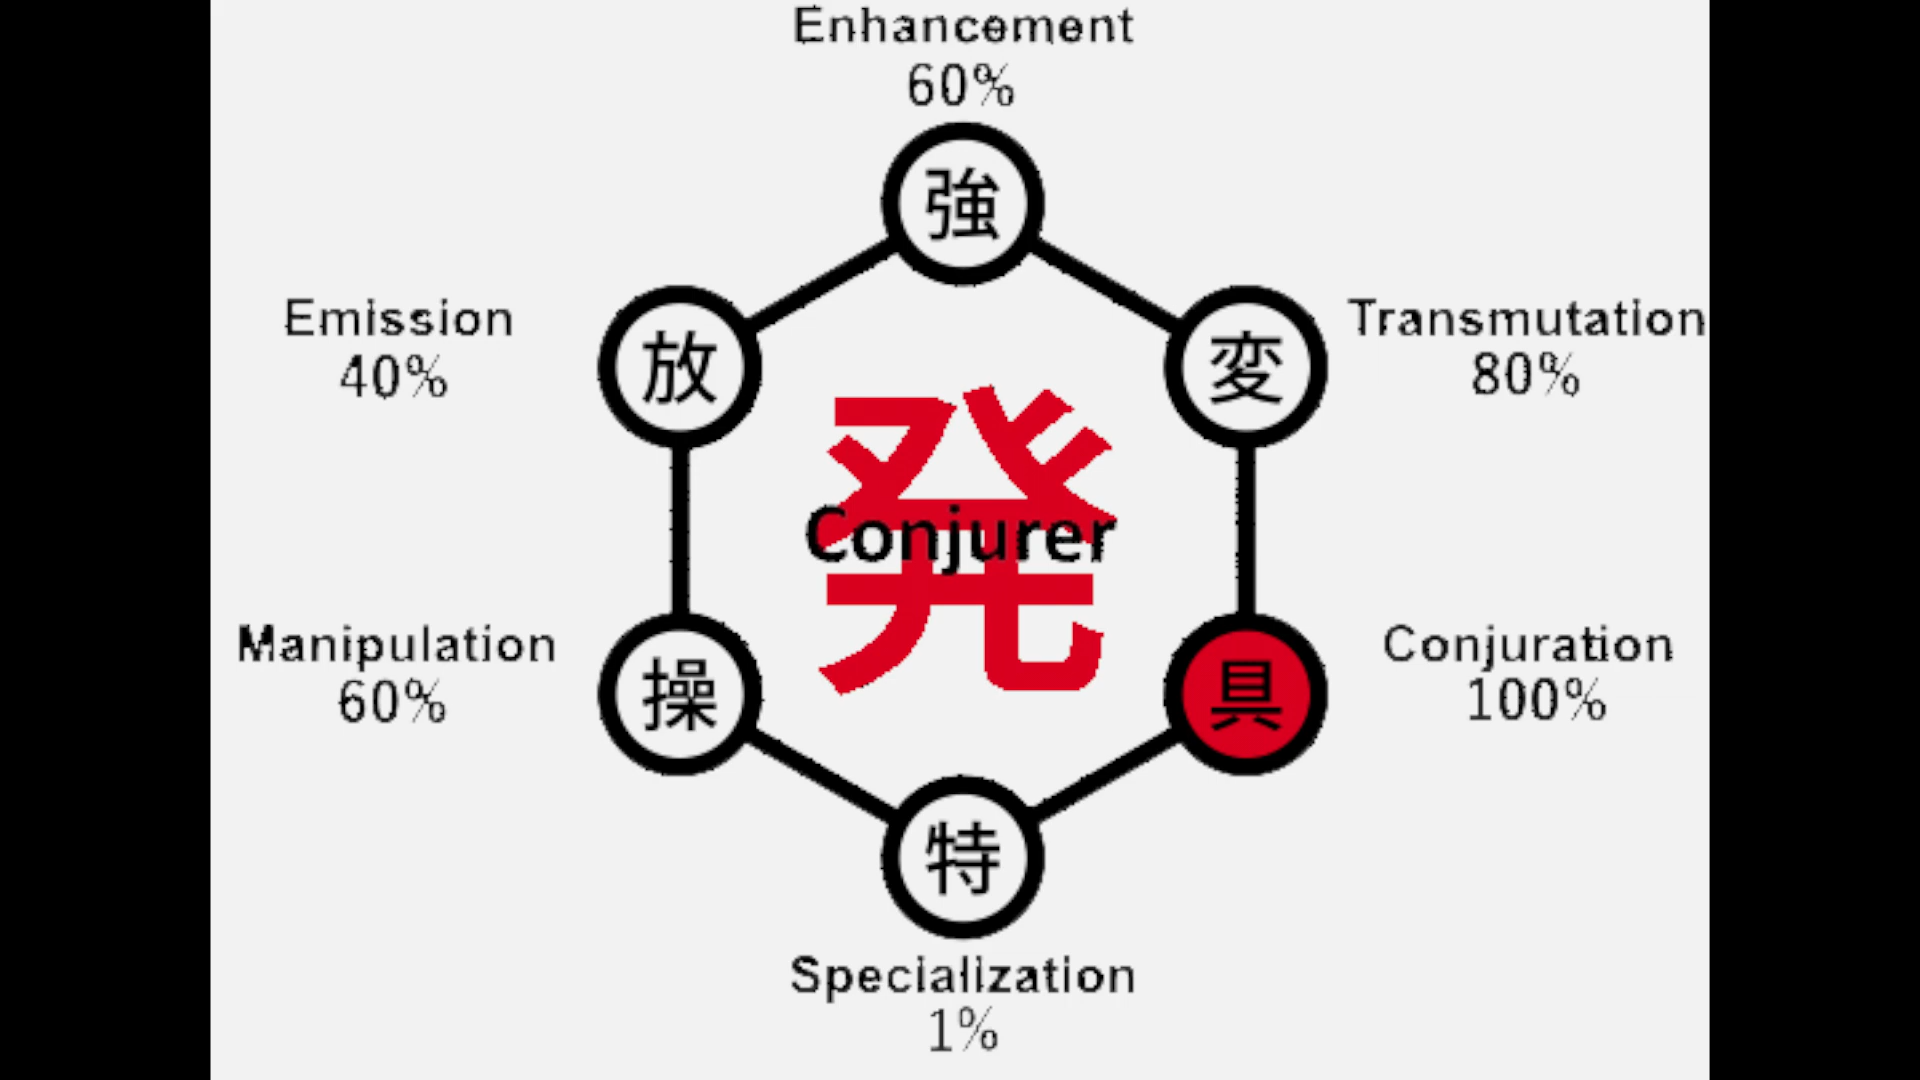 Enhancement
60%
強
Emission
40%
放
変
Transmutation
80%
発
Conjurer
Manipulation
60%
操
具
Conjuration
100%
特
Specialization
1%